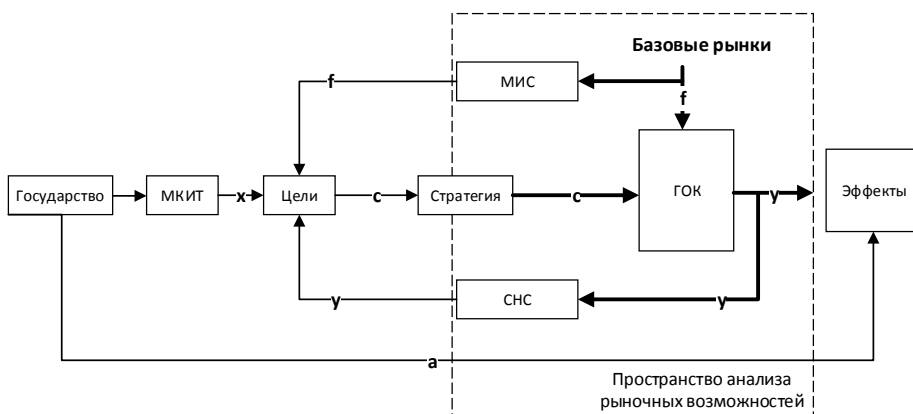 Базовые рынки
МИС
f
f
Государство
МКИТ
x
Цели
c
Стратегия
c
ГОК
y
Эффекты
y
СНС
y
a
Пространство анализа
рыночных возможностей